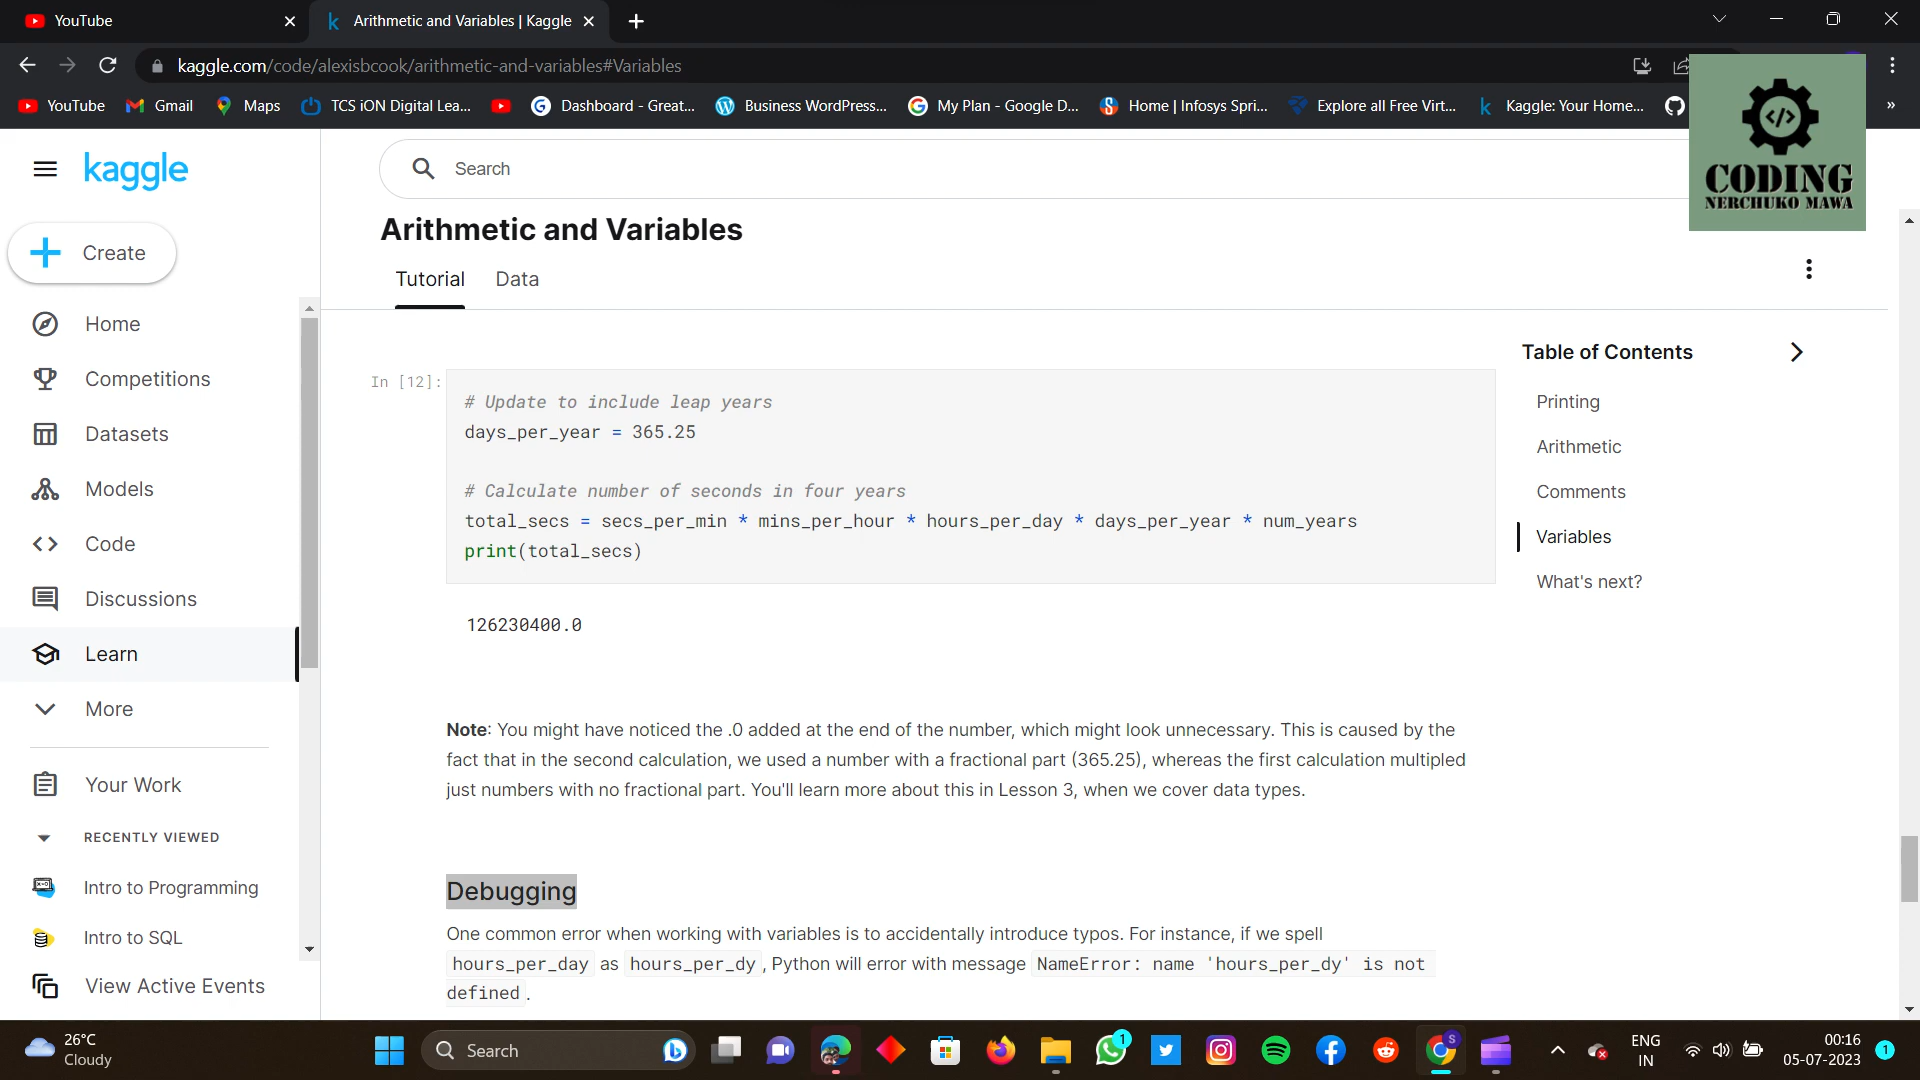 YouTube
Arithmetic and Variables | Kaggle
kaggle.com/code/alexisbcook/arithmetic-and-variables#Variables
YouTube Gmail Maps TCS iON Digital Lea... Dashboard - Great... Business WordPress... My Plan - Google D... Home | Infosys Spri... Explore all Free Virt... Kaggle: Your Home... »
CODING
NERCHUKO MAWA
kaggle
Search
Create
Arithmetic and Variables
Tutorial Data
Home
Competitions
Datasets
Models
Code
Discussions
Learn
More
Your Work
RECENTLY VIEWED
Intro to Programming
Intro to SQL
View Active Events
In [12]:
# Update to include leap years
days_per_year = 365.25
# Calculate number of seconds in four years
total_secs = secs_per_min * mins_per_hour * hours_per_day * days_per_year * num_years
print(total_secs)
126230400.0
Note: You might have noticed the .0 added at the end of the number, which might look unnecessary. This is caused by the
fact that in the second calculation, we used a number with a fractional part (365.25), whereas the first calculation multipled
just numbers with no fractional part. You'll learn more about this in Lesson 3, when we cover data types.
Debugging
One common error when working with variables is to accidentally introduce typos. For instance, if we spell
hours_per_day as hours_per_dy, Python will error with message NameError: name 'hours_per_dy' is not
defined.
Table of Contents
Printing
Arithmetic
Comments
Variables
What's next?
26°C
Cloudy
Search
1
S
ENG
IN
00:16
05-07-2023
1